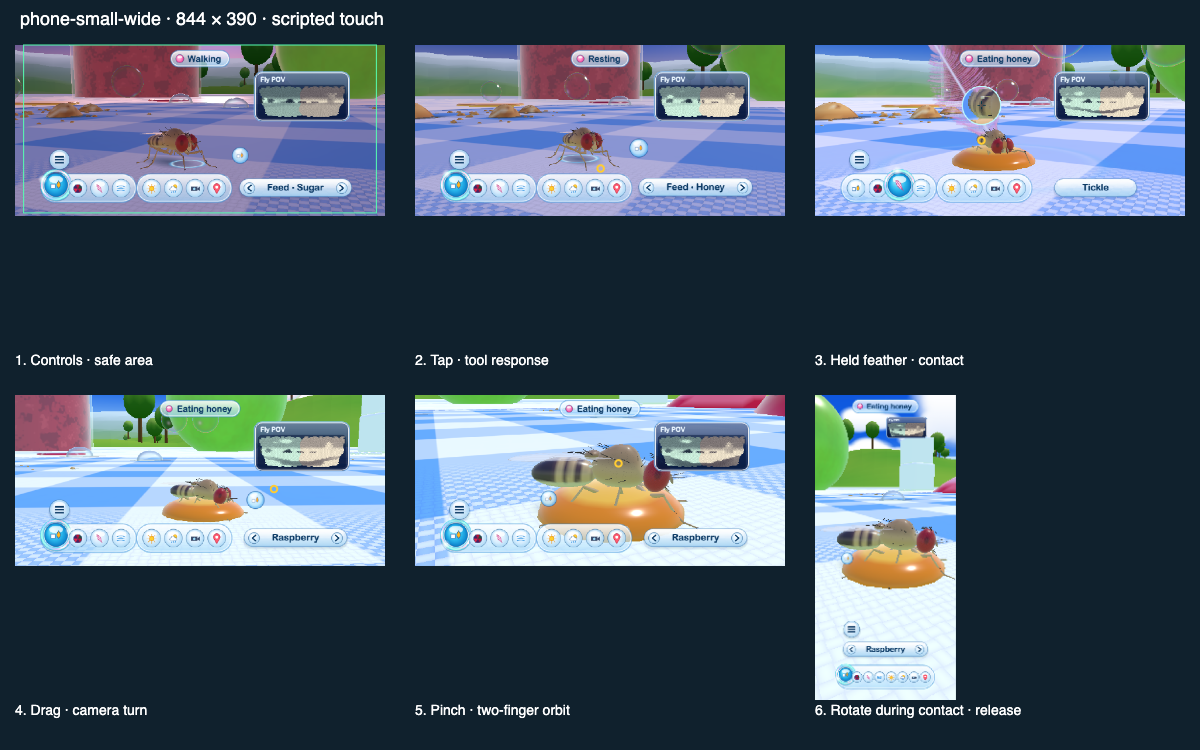 phone-small-wide · 844 × 390 · scripted touch
Walking
Fly POV
Feed · Sugar
1. Controls · safe area
Resting
Fly POV
Feed · Honey
2. Tap · tool response
Eating honey
Fly POV
Tickle
3. Held feather · contact
Eating honey
Fly POV
Raspberry
4. Drag · camera turn
Eating honey
Fly POV
Raspberry
5. Pinch · two-finger orbit
Eating honey
Raspberry
6. Rotate during contact · release